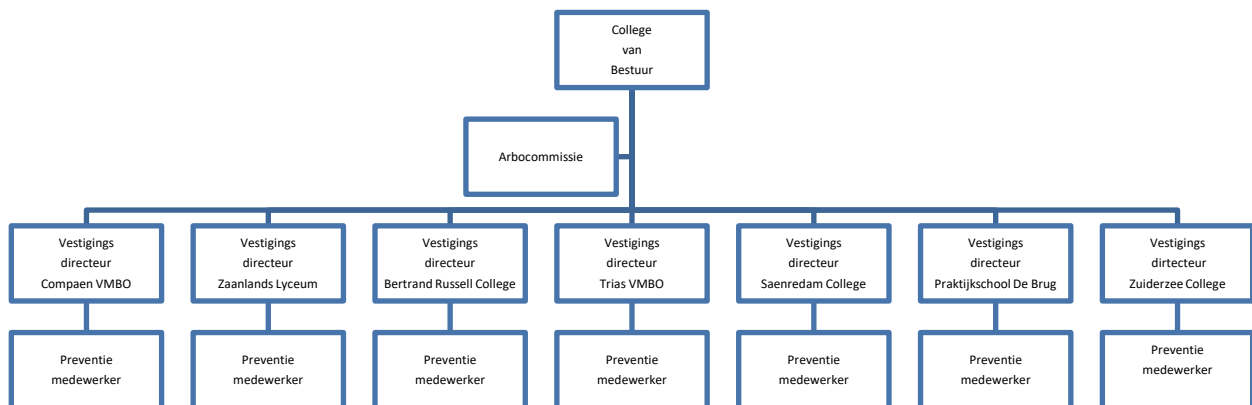 College
van
Bestuur
Arbocommissie
Vestigings
directeur
Compaen VMBO
Vestigings
directeur
Zaanlands Lyceum
Vestigings
directeur
Bertrand Russell College
Vestigings
directeur
Trias VMBO
Vestigings
directeur
Saenredam College
Vestigings
directeur
Praktijkschool De Brug
Vestigings
dirtecteur
Zuiderzee College
Preventie
medewerker
Preventie
medewerker
Preventie
medewerker
Preventie
medewerker
Preventie
medewerker
Preventie
medewerker
Preventie
medewerker